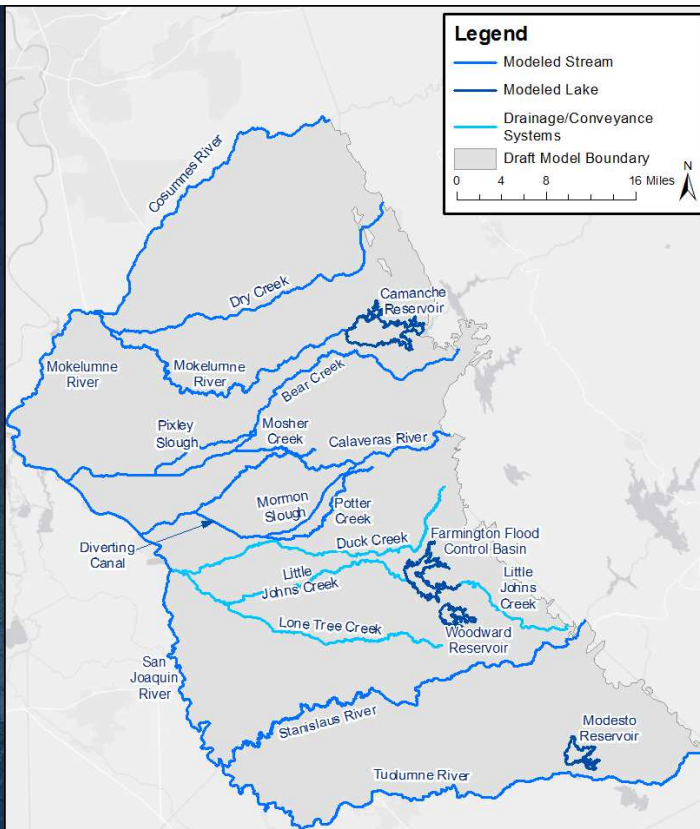 Legend
Modeled Stream
Modeled Lake
Drainage/Conveyance
Systems
Draft Model Boundary
0 4 8 16 Miles
N
Cosumnes River
Dry Creek
Camanche
Reservoir
Mokelumne
River
Mokelumne
River
Bear Creek
Pixley
Slough
Mosher
Creek
Calaveras River
Mormon
Slough
Potter
Creek
Diverting
Canal
Duck Creek
Farmington Flood
Control Basin
Little
Johns Creek
Little
Johns
Creek
Lone Tree Creek
Woodward
Reservoir
San
Joaquin
River
Stanislaus River
Modesto
Reservoir
Tuolumne River